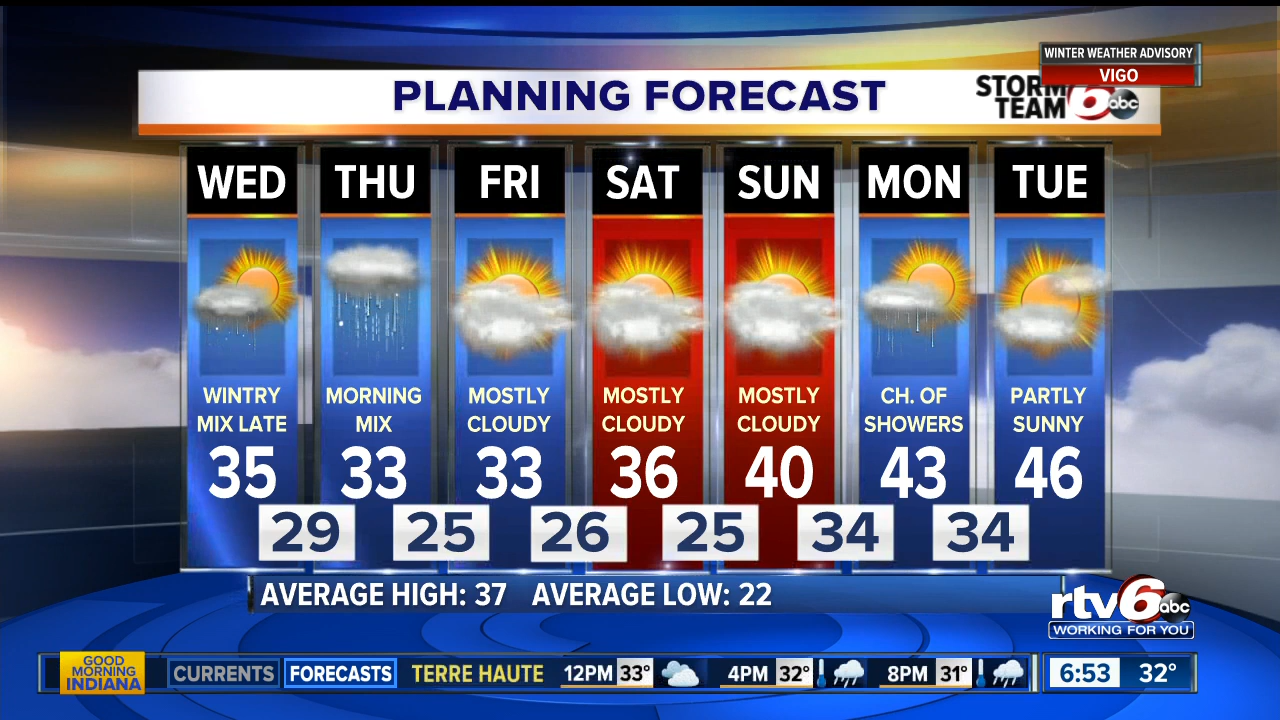 WINTER WEATHER ADVISORY
VIGO
PLANNING FORECAST
STORM
TEAM 6 abc
WED THU FRI SAT SUN MON TUE
WINTRY MORNING MOSTLY MOSTLY MOSTLY CH. OF PARTLY
MIX LATE MIX CLOUDY CLOUDY CLOUDY SHOWERS SUNNY
35 33 33 36 40 43 46
29 25 26 25 34 34
AVERAGE HIGH: 37 AVERAGE LOW: 22
rtv6 abc
WORKING FOR YOU
GOOD
MORNING
INDIANA
CURRENTS FORECASTS TERRE HAUTE 12PM 33° 4PM 32° 8PM 31° 6:53 32°